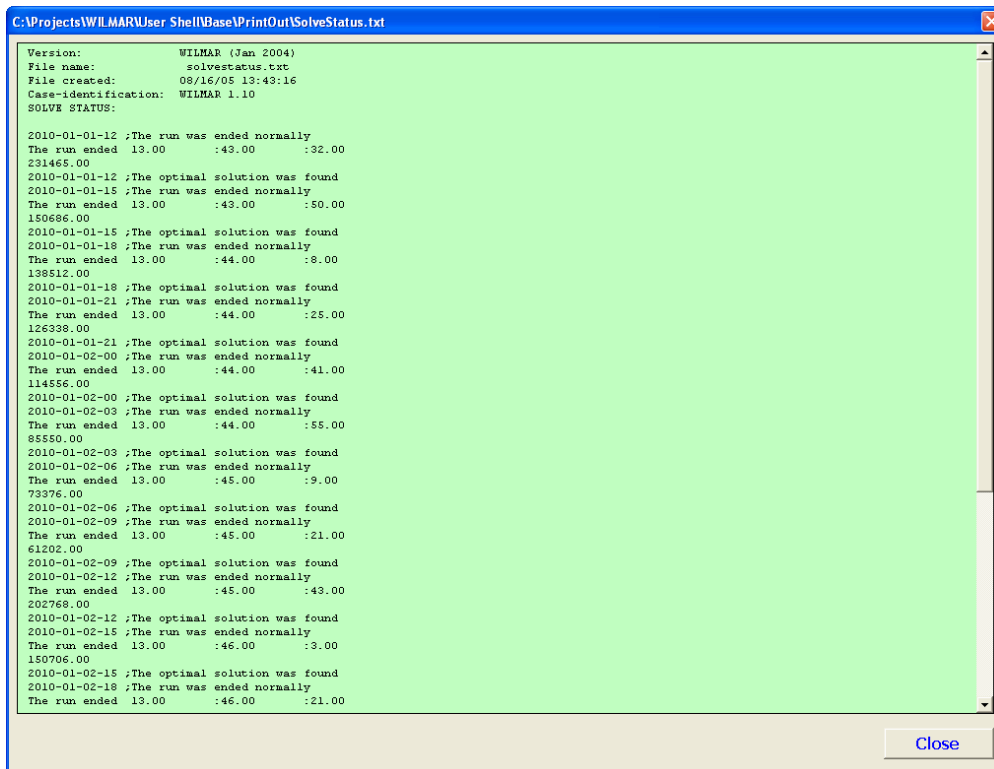 C:\Projects\WILMAR\User Shell\Base\PrintOut\SolveStatus.txt
Version: WILMAR (Jan 2004)
File name: solvestatus.txt
File created: 08/16/05 13:43:16
Case-identification: WILMAR 1.10
SOLVE STATUS:
2010-01-01-12 ;The run was ended normally
The run ended 13.00 :43.00 :32.00
231465.00
2010-01-01-12 ;The optimal solution was found
2010-01-01-15 ;The run was ended normally
The run ended 13.00 :43.00 :50.00
150686.00
2010-01-01-15 ;The optimal solution was found
2010-01-01-18 ;The run was ended normally
The run ended 13.00 :44.00 :8.00
138512.00
2010-01-01-18 ;The optimal solution was found
2010-01-01-21 ;The run was ended normally
The run ended 13.00 :44.00 :25.00
126338.00
2010-01-01-21 ;The optimal solution was found
2010-01-02-00 ;The run was ended normally
The run ended 13.00 :44.00 :41.00
114556.00
2010-01-02-00 ;The optimal solution was found
2010-01-02-03 ;The run was ended normally
The run ended 13.00 :44.00 :55.00
85550.00
2010-01-02-03 ;The optimal solution was found
2010-01-02-06 ;The run was ended normally
The run ended 13.00 :45.00 :9.00
73376.00
2010-01-02-06 ;The optimal solution was found
2010-01-02-09 ;The run was ended normally
The run ended 13.00 :45.00 :21.00
61202.00
2010-01-02-09 ;The optimal solution was found
2010-01-02-12 ;The run was ended normally
The run ended 13.00 :45.00 :43.00
202768.00
2010-01-02-12 ;The optimal solution was found
2010-01-02-15 ;The run was ended normally
The run ended 13.00 :46.00 :3.00
150706.00
2010-01-02-15 ;The optimal solution was found
2010-01-02-18 ;The run was ended normally
The run ended 13.00 :46.00 :21.00
Close